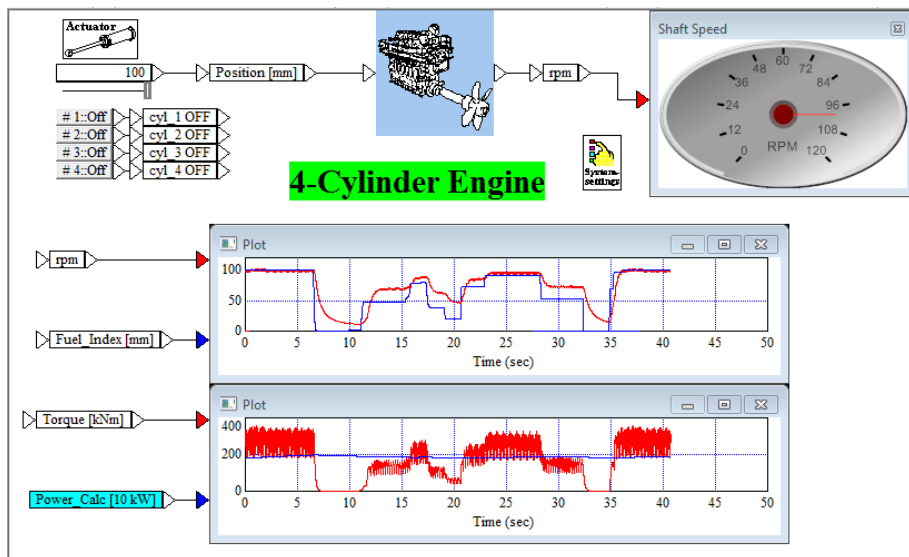 Actuator
100
Position [mm]
rpm
# 1::Off cyl_1 OFF
# 2::Off cyl_2 OFF
# 3::Off cyl_3 OFF
# 4::Off cyl_4 OFF
4-Cylinder Engine
System-
settings
Shaft Speed
60
48 72
36 84
24 96
12 108
RPM
0 120
rpm
Plot
100
50
0
0 5 10 15 20 25 30 35 40 45 50
Time (sec)
Fuel_Index [mm]
Torque [kNm]
Plot
400
200
0
0 5 10 15 20 25 30 35 40 45 50
Time (sec)
Power_Calc [10 kW]